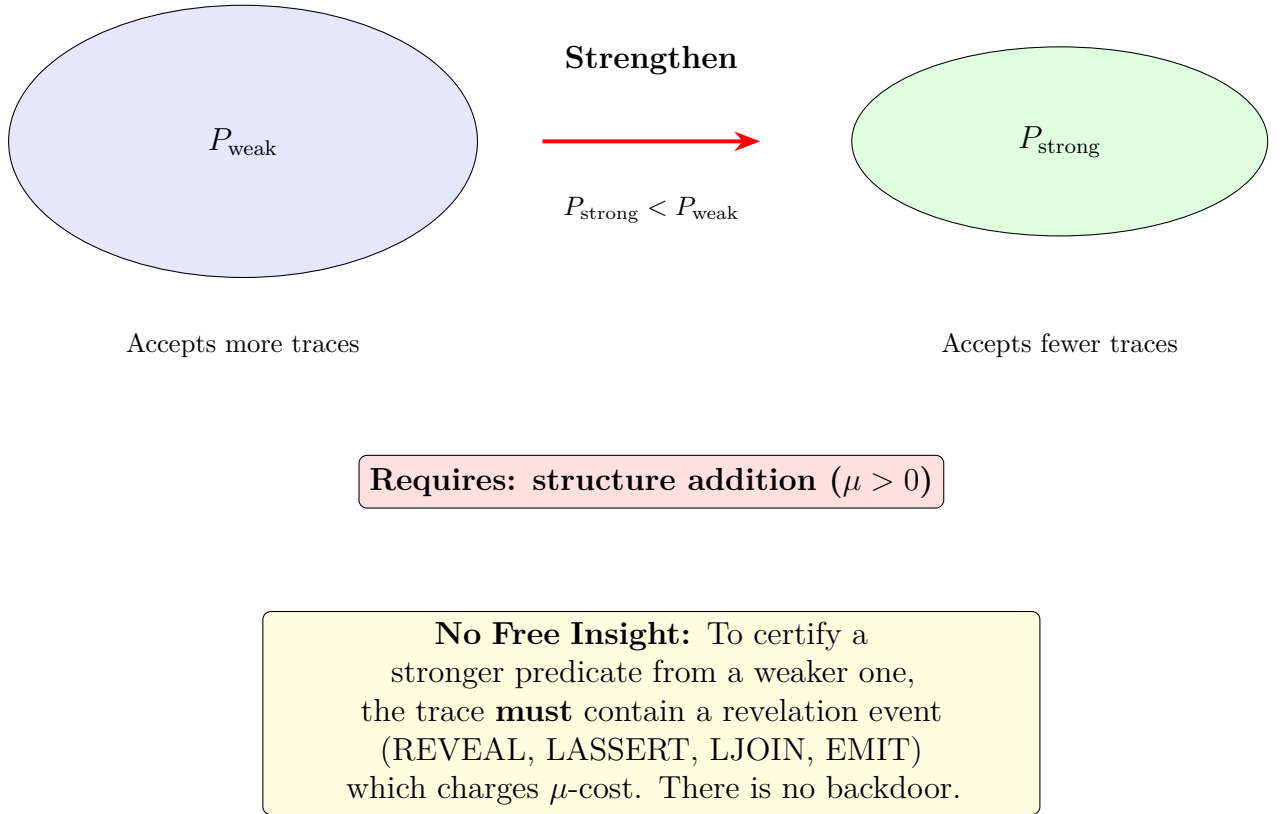 Strengthen
P_weak
P_strong
P_strong < P_weak
Accepts more traces
Accepts fewer traces
Requires: structure addition (μ > 0)
No Free Insight: To certify a
stronger predicate from a weaker one,
the trace must contain a revelation event
(REVEAL, LASSERT, LJOIN, EMIT)
which charges μ-cost. There is no backdoor.